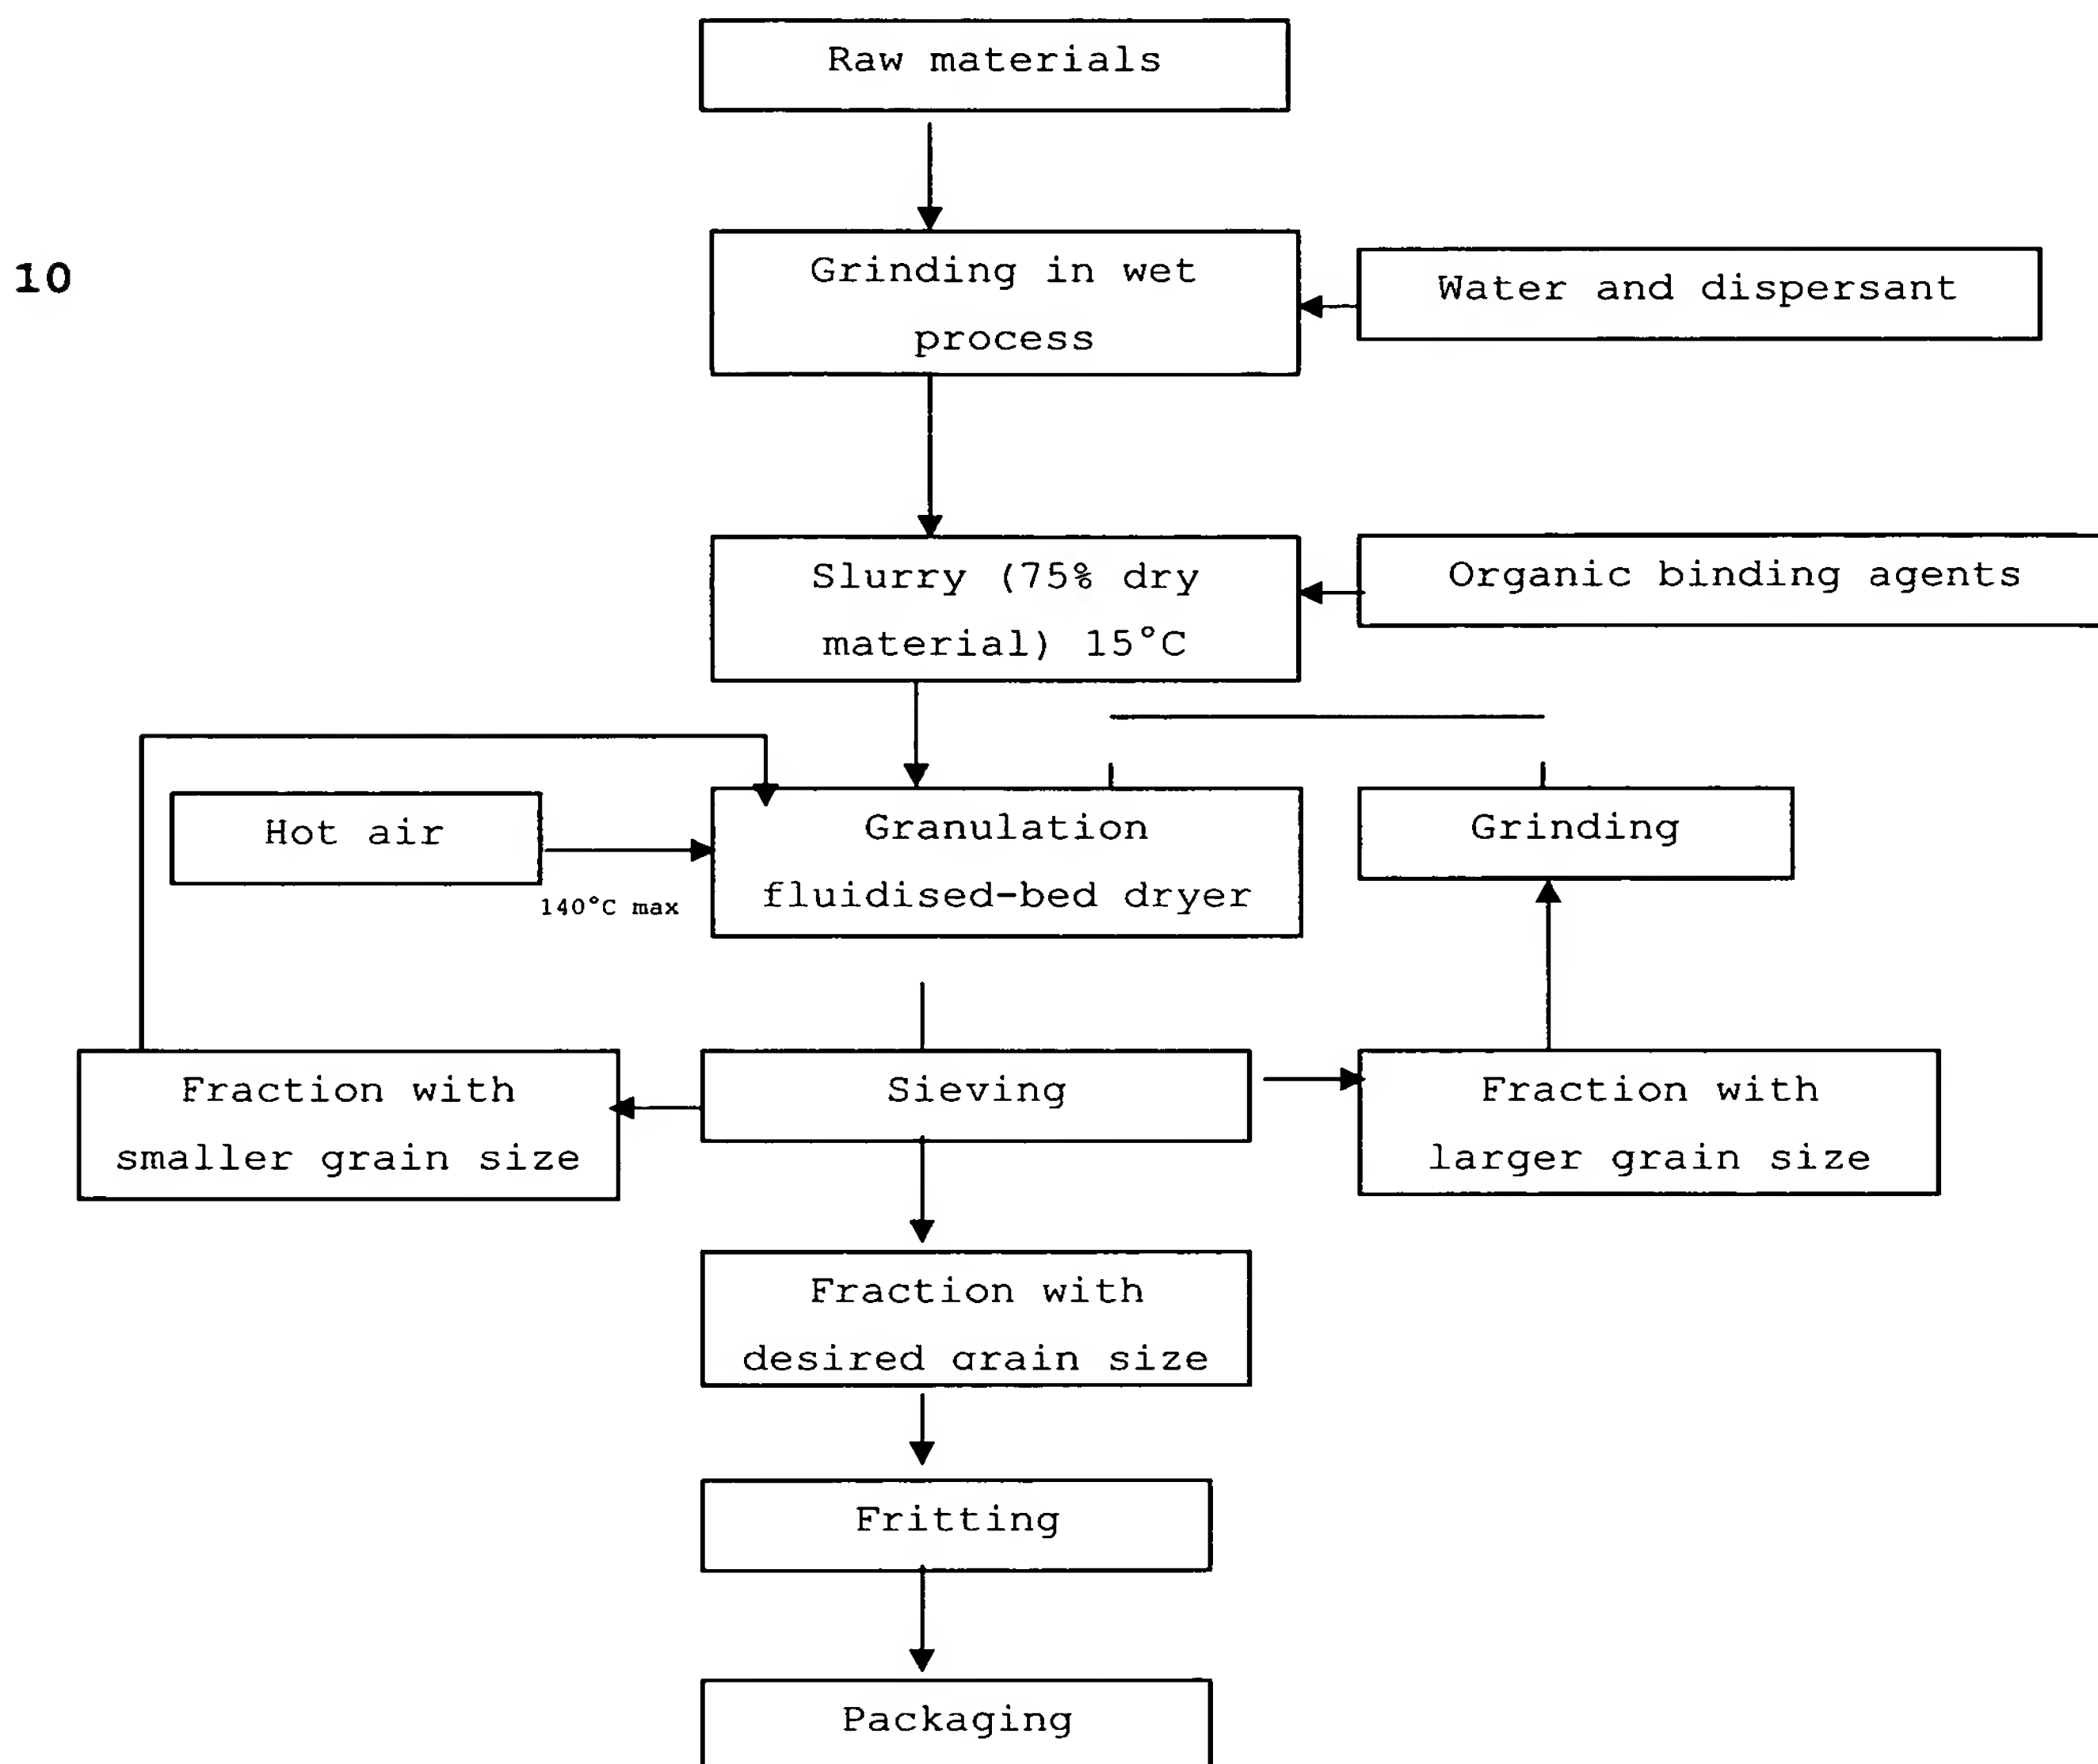 Raw materials
10
Grinding in wet
process
Water and dispersant
Slurry (75% dry
material) 15°C
Organic binding agents
Hot air
140°C max
Granulation
fluidised-bed dryer
Grinding
Fraction with
smaller grain size
Sieving
Fraction with
larger grain size
Fraction with
desired grain size
Fritting
Packaging